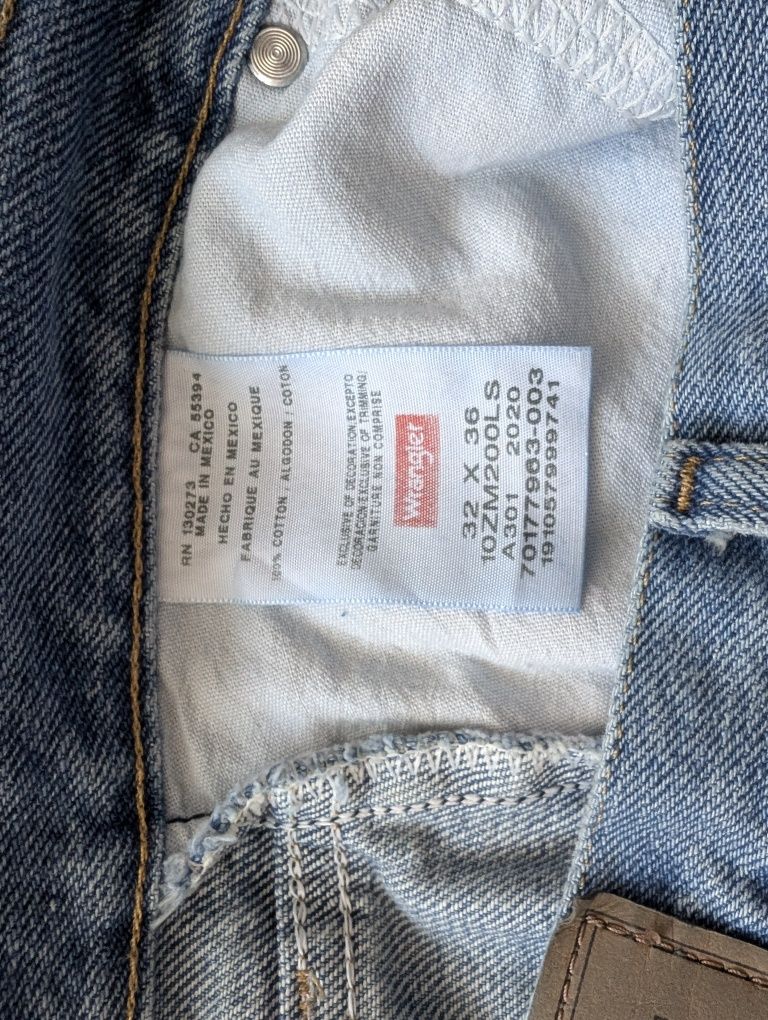 RN 130273 CA 55394
MADE IN MEXICO
HECHO EN MEXICO
FABRIQUE AU MEXIQUE
100% COTTON / ALGODON / COTON
EXCLUSIVE OF DECORATION/EXCEPTO
DECORACION/EXCLUSIVE OF TRIMMING/
GARNITURE NON COMPRISE
Wrangler
32 X 36
10ZM200LS
A301 2020
70177963-003
191057999741